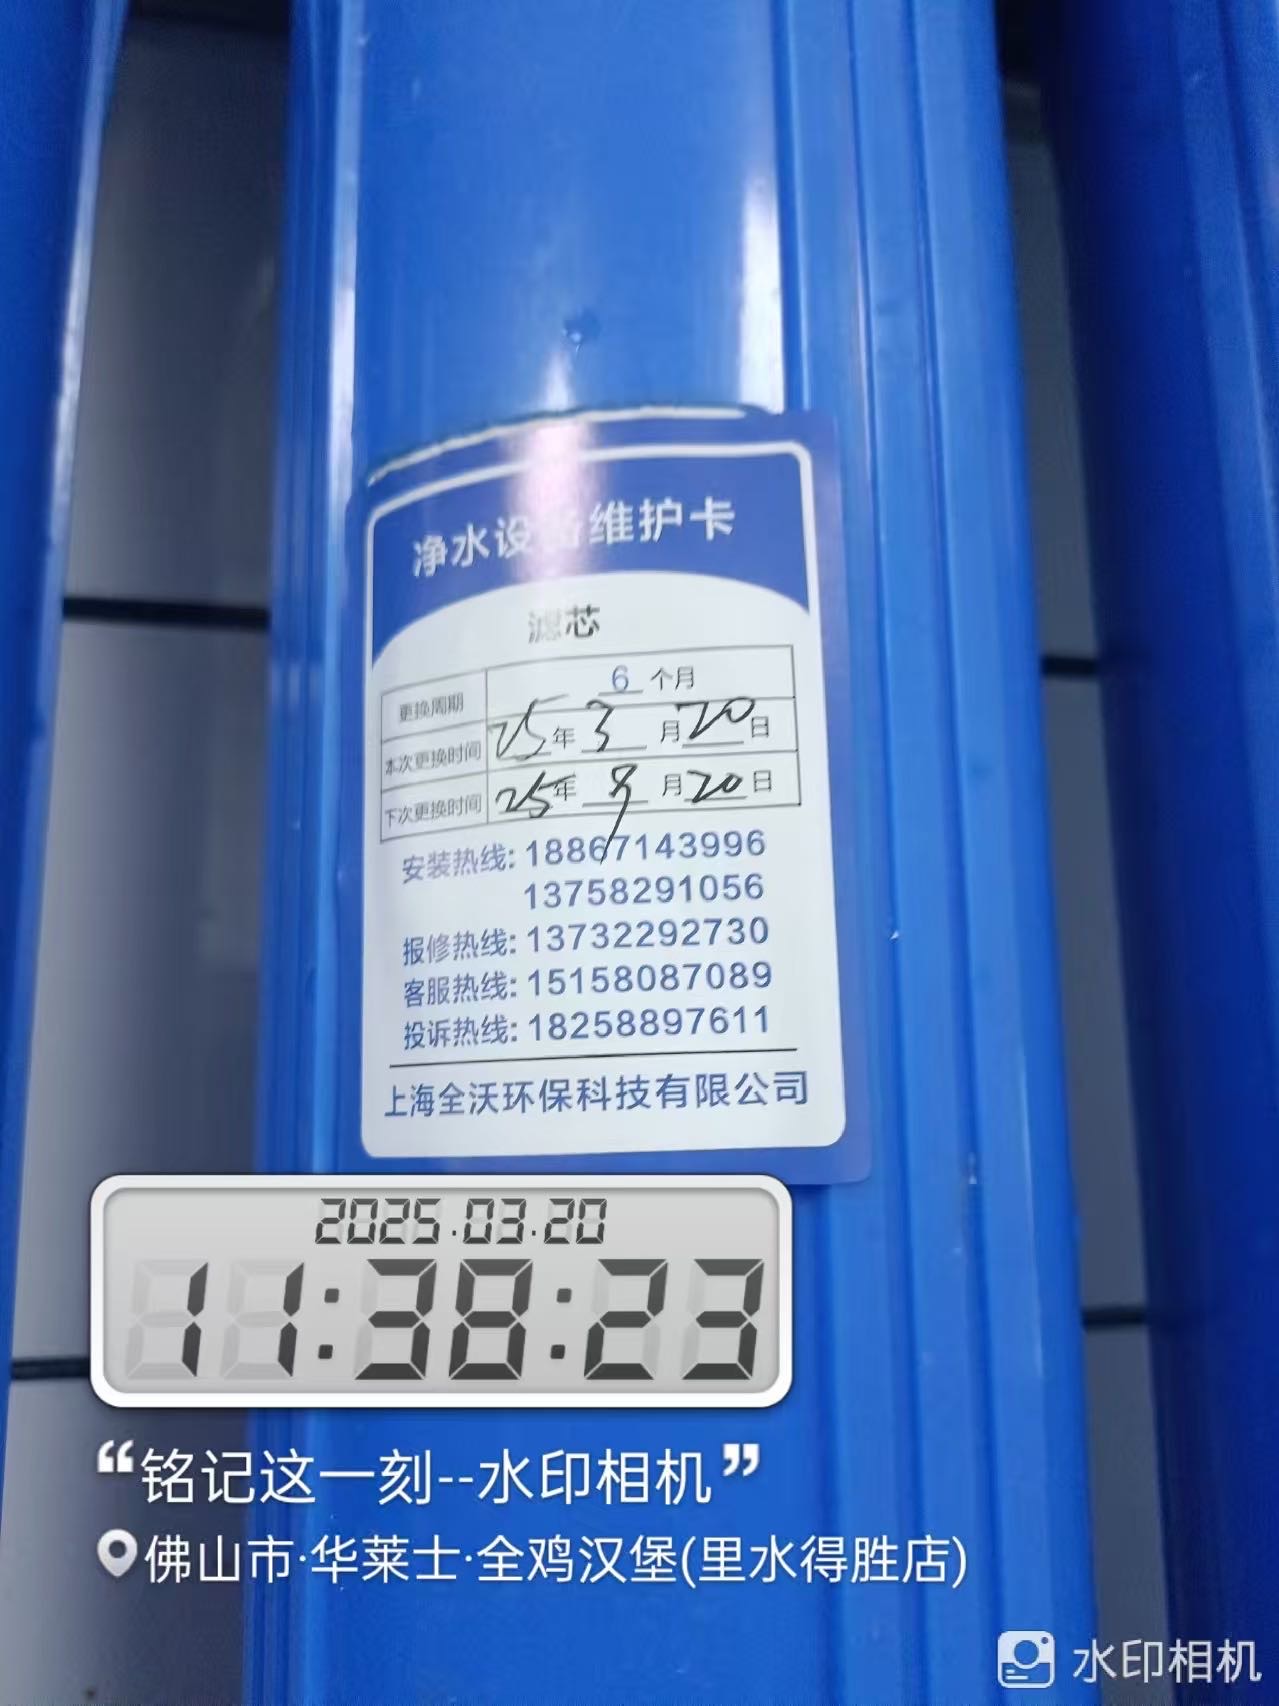 净水设备维护卡
滤芯
更换周期 6 个月
本次更换时间 25年 3 月 20 日
下次更换时间 25年 9 月 20 日
安装热线: 18867143996
13758291056
报修热线: 13732292730
客服热线: 15158087089
投诉热线: 18258897611
上海全沃环保科技有限公司
2025.03.20
11:38:23
“铭记这一刻--水印相机”
佛山市·华莱士·全鸡汉堡(里水得胜店)
水印相机